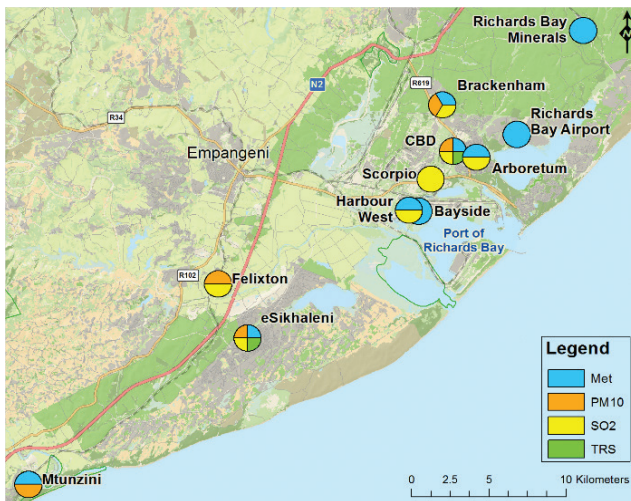 Richards Bay
Minerals
N
R619
N2
Brackenham
Richards
Bay Airport
R34
CBD
Empangeni
Arboretum
Scorpio
Harbour
West
Bayside
Port of
Richards Bay
R102
Felixton
eSikhaleni
Legend
Met
PM10
SO2
TRS
Mtunzini
0 2.5 5 10 Kilometers